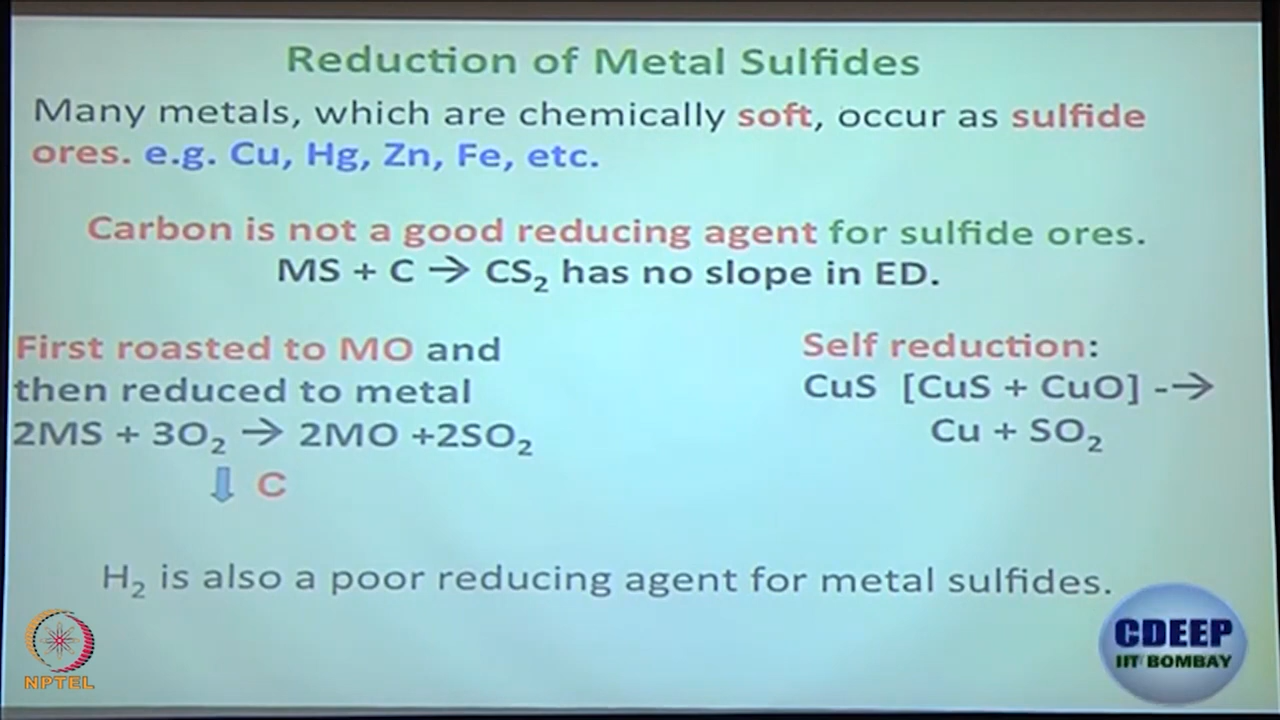 Reduction of Metal Sulfides
Many metals, which are chemically soft, occur as sulfide
ores. e.g. Cu, Hg, Zn, Fe, etc.
Carbon is not a good reducing agent for sulfide ores.
MS + C → CS₂ has no slope in ED.
First roasted to MO and
then reduced to metal
2MS + 3O₂ → 2MO +2SO₂
⇩ C
Self reduction:
CuS [CuS + CuO] -→
Cu + SO₂
H₂ is also a poor reducing agent for metal sulfides.
NPTEL
CDEEP
IIT BOMBAY